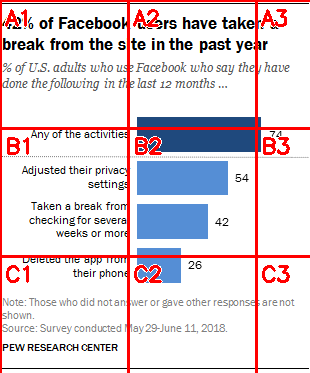 42% of Facebook users have taken a
break from the site in the past year
% of U.S. adults who use Facebook who say they have
done the following in the last 12 months ...
Any of the activities 74
Adjusted their privacy
settings 54
Taken a break from
checking for several
weeks or more 42
Deleted the app from
their phone 26
Note: Those who did not answer or gave other responses are not
shown.
Source: Survey conducted May 29-June 11, 2018.
PEW RESEARCH CENTER
A1 A2 A3
B1 B2 B3
C1 C2 C3